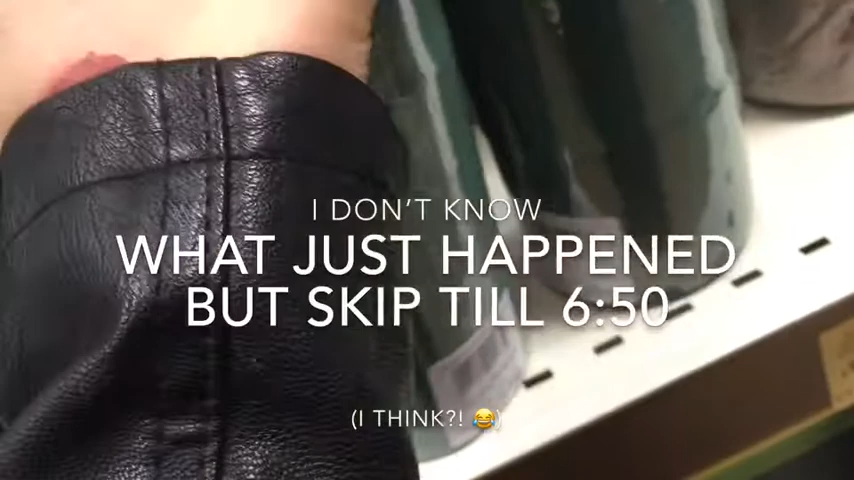 I DON'T KNOW
WHAT JUST HAPPENED
BUT SKIP TILL 6:50
(I THINK?! 😂)